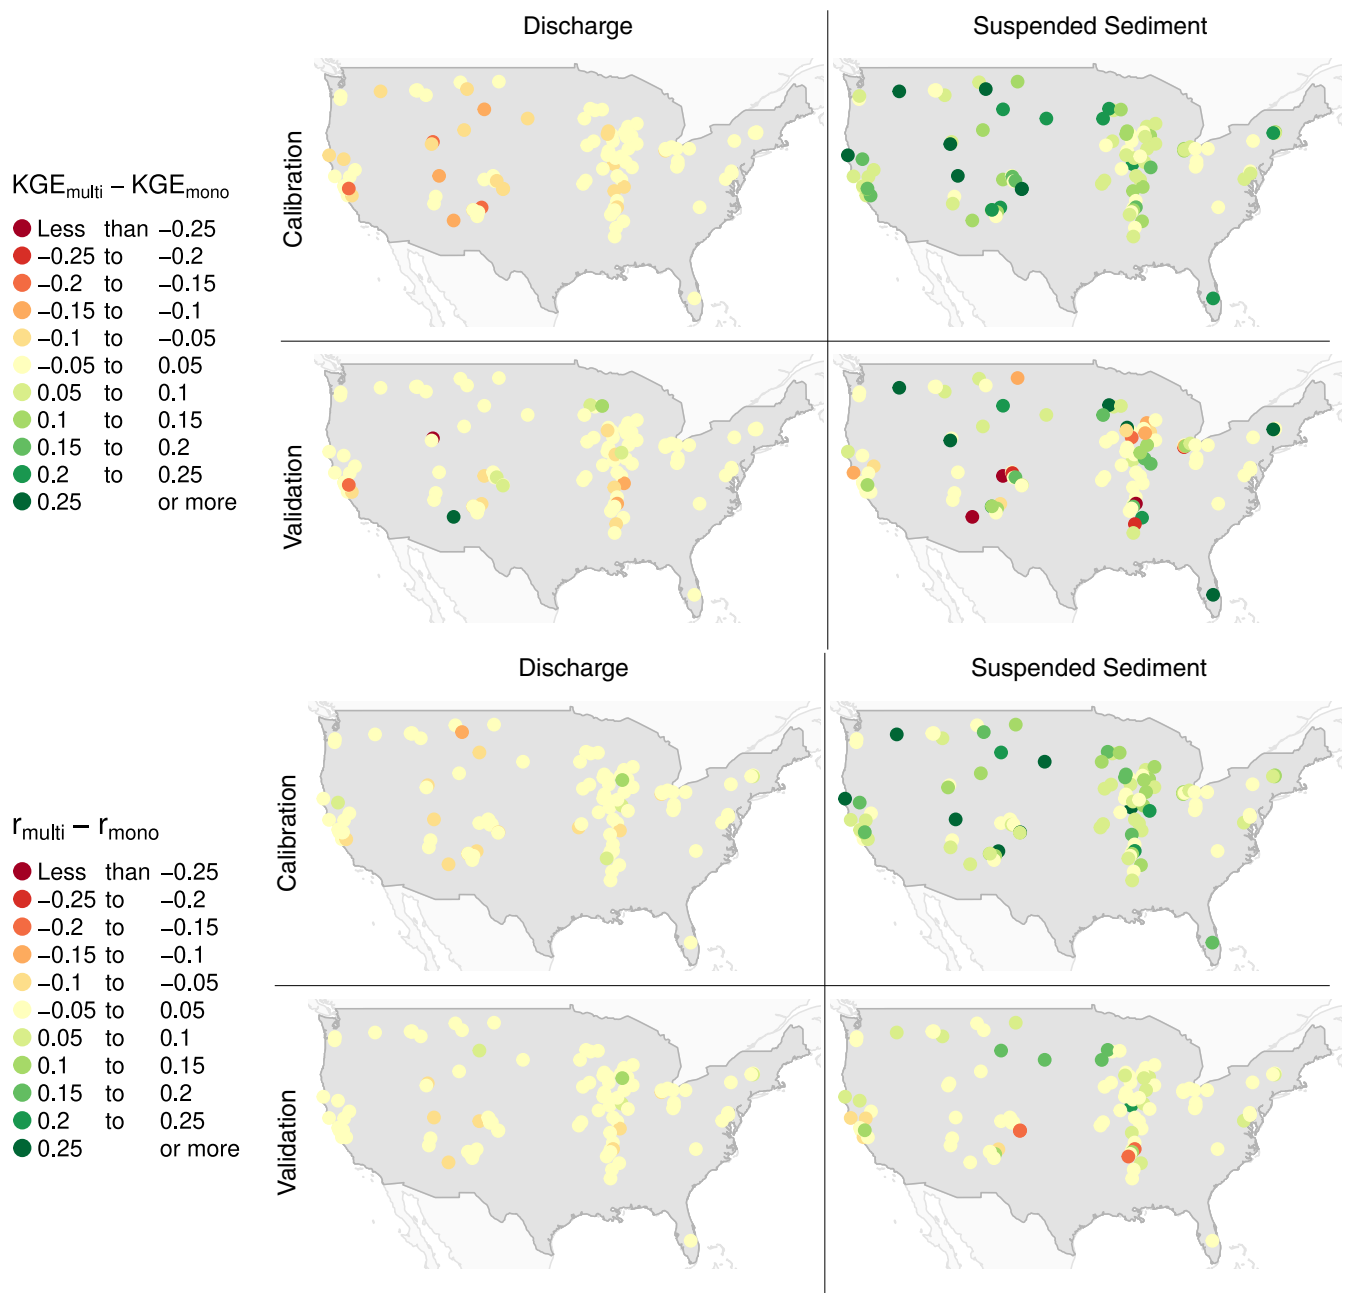 Discharge
Suspended Sediment
Calibration
Validation
KGEmulti − KGEmono
Less than −0.25
−0.25 to −0.2
−0.2 to −0.15
−0.15 to −0.1
−0.1 to −0.05
−0.05 to 0.05
0.05 to 0.1
0.1 to 0.15
0.15 to 0.2
0.2 to 0.25
0.25 or more
Discharge
Suspended Sediment
Calibration
Validation
rmulti − rmono
Less than −0.25
−0.25 to −0.2
−0.2 to −0.15
−0.15 to −0.1
−0.1 to −0.05
−0.05 to 0.05
0.05 to 0.1
0.1 to 0.15
0.15 to 0.2
0.2 to 0.25
0.25 or more